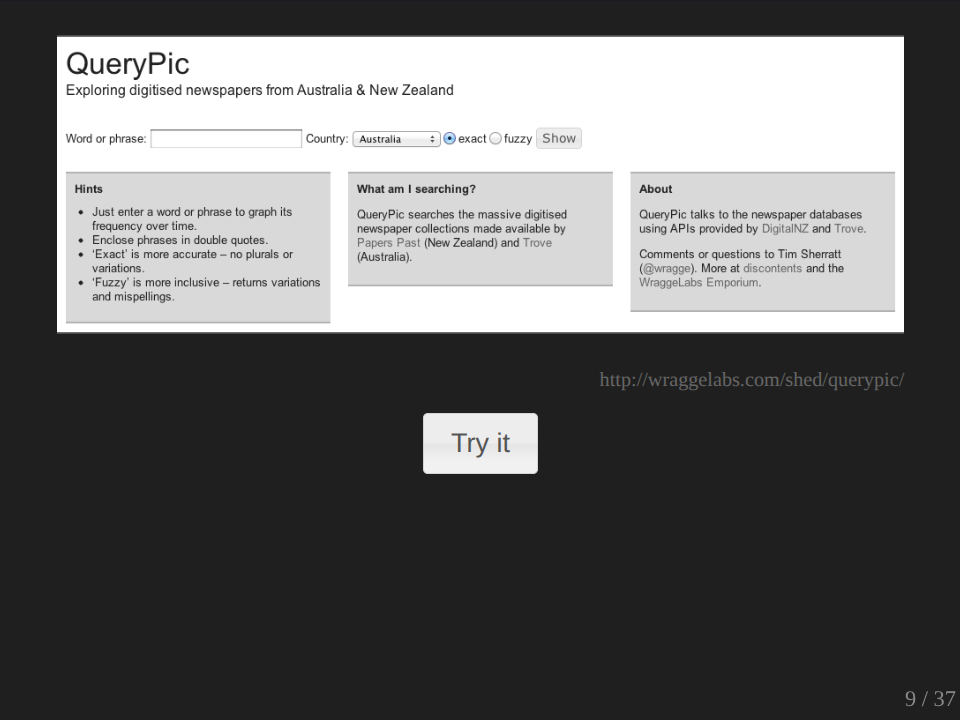 QueryPic
Exploring digitised newspapers from Australia & New Zealand
Word or phrase: Country: Australia exact fuzzy Show
Hints
Just enter a word or phrase to graph its
frequency over time.
Enclose phrases in double quotes.
‘Exact’ is more accurate – no plurals or
variations.
‘Fuzzy’ is more inclusive – returns variations
and mispellings.
What am I searching?
QueryPic searches the massive digitised
newspaper collections made available by
Papers Past (New Zealand) and Trove
(Australia).
About
QueryPic talks to the newspaper databases
using APIs provided by DigitalNZ and Trove.
Comments or questions to Tim Sherratt
(@wragge). More at discontents and the
WraggeLabs Emporium.
http://wraggelabs.com/shed/querypic/
Try it
9 / 37